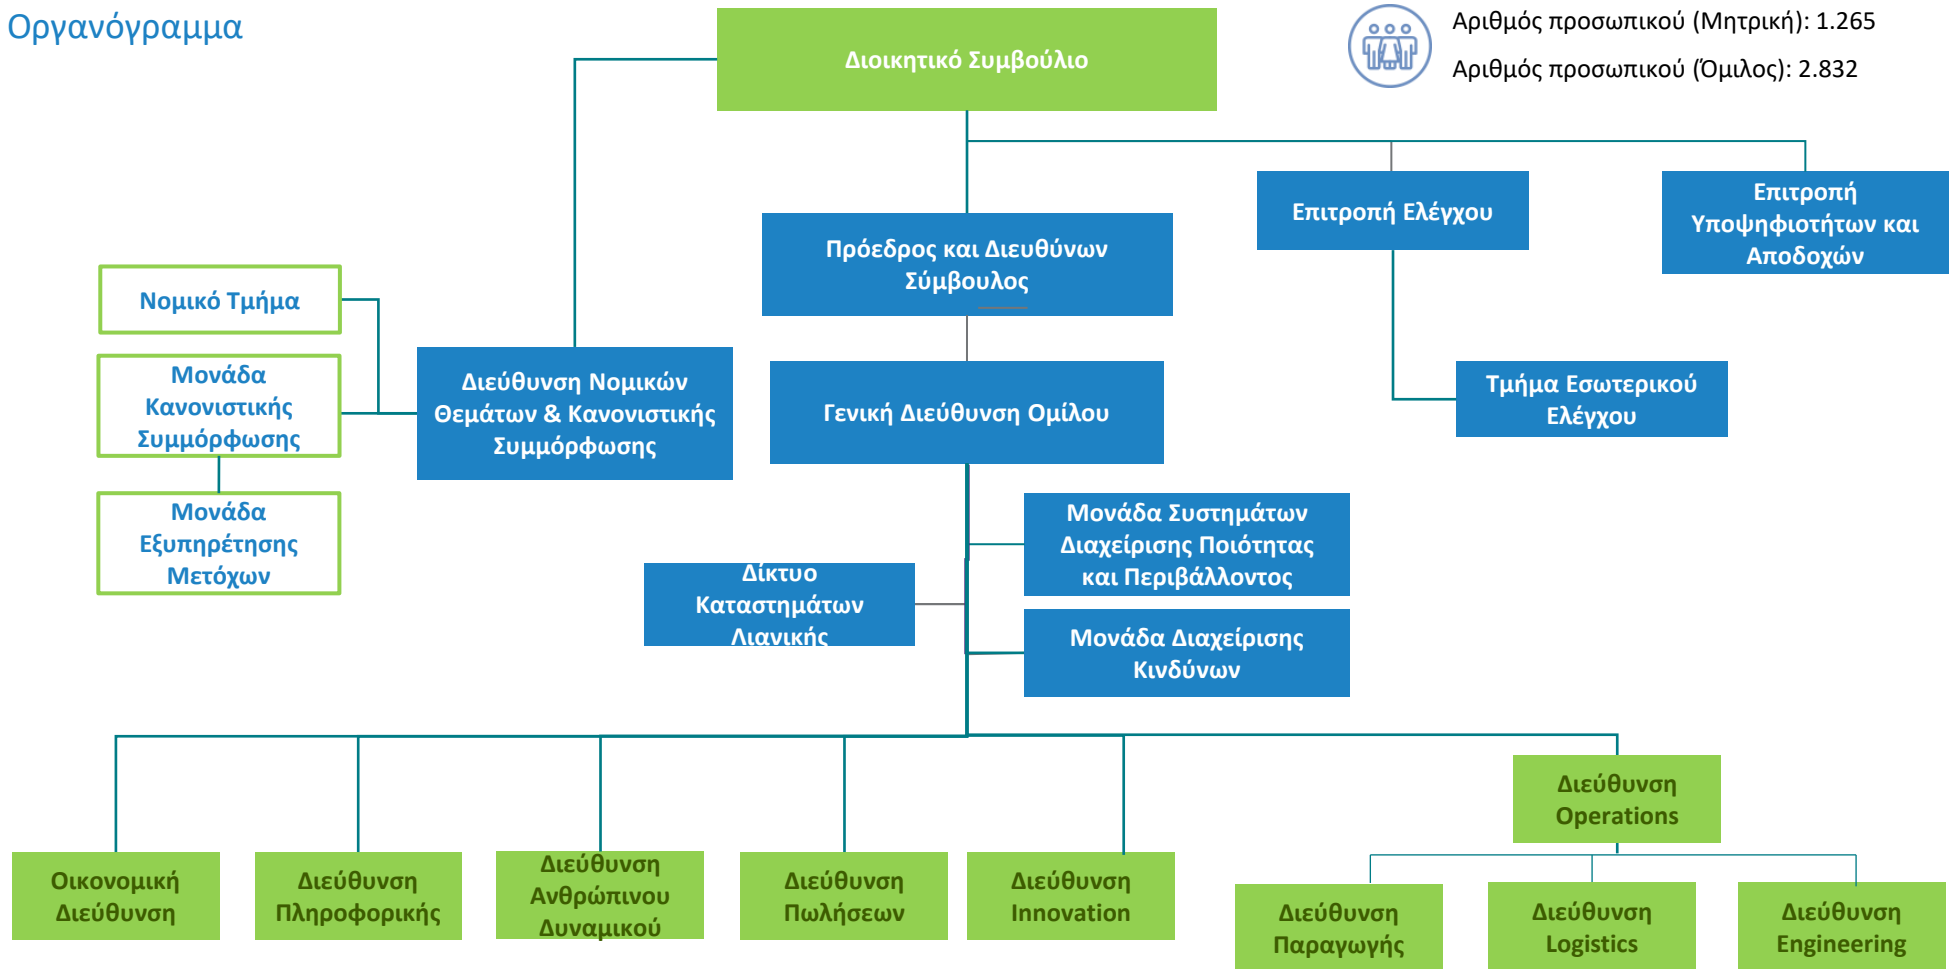 Οργανόγραμμα
Αριθμός προσωπικού (Μητρική): 1.265
Αριθμός προσωπικού (Όμιλος): 2.832
Διοικητικό Συμβούλιο
Επιτροπή Ελέγχου
Επιτροπή
Υποψηφιοτήτων και
Αποδοχών
Πρόεδρος και Διευθύνων
Σύμβουλος
Νομικό Τμήμα
Μονάδα
Κανονιστικής
Συμμόρφωσης
Μονάδα
Εξυπηρέτησης
Μετόχων
Διεύθυνση Νομικών
Θεμάτων & Κανονιστικής
Συμμόρφωσης
Γενική Διεύθυνση Ομίλου
Τμήμα Εσωτερικού
Ελέγχου
Μονάδα Συστημάτων
Διαχείρισης Ποιότητας
και Περιβάλλοντος
Δίκτυο
Καταστημάτων
Λιανικής
Μονάδα Διαχείρισης
Κινδύνων
Διεύθυνση
Operations
Οικονομική
Διεύθυνση
Διεύθυνση
Πληροφορικής
Διεύθυνση
Ανθρώπινου
Δυναμικού
Διεύθυνση
Πωλήσεων
Διεύθυνση
Innovation
Διεύθυνση
Παραγωγής
Διεύθυνση
Logistics
Διεύθυνση
Engineering